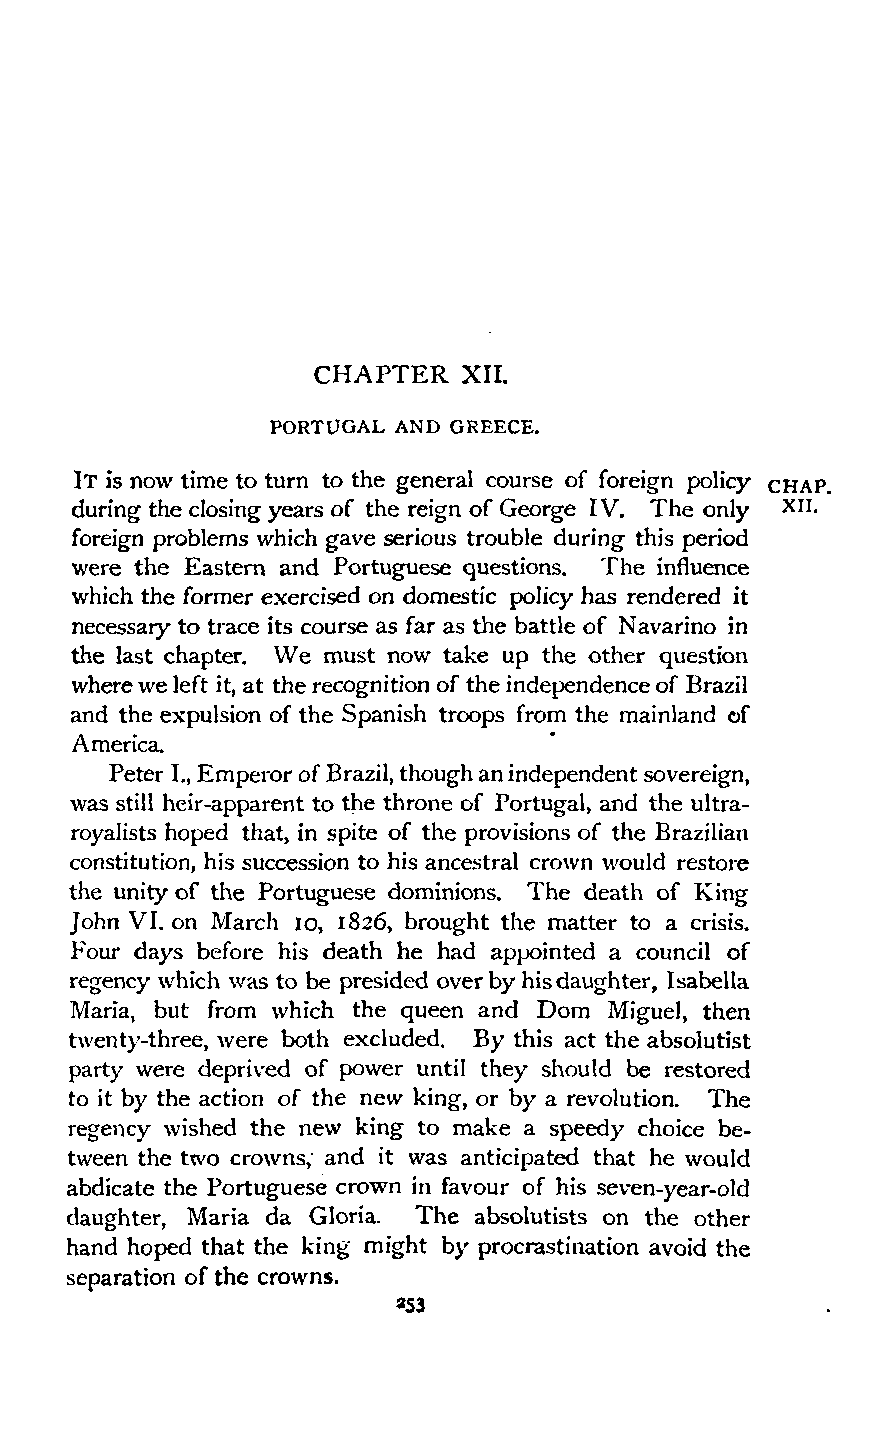 CHAPTER XII.
PORTUGAL AND GREECE.
IT is now time to turn to the general course of foreign policy CHAP.
during the closing years of the reign of George IV. The only XII.
foreign problems which gave serious trouble during this period
were the Eastern and Portuguese questions. The influence
which the former exercised on domestic policy has rendered it
necessary to trace its course as far as the battle of Navarino in
the last chapter. We must now take up the other question
where we left it, at the recognition of the independence of Brazil
and the expulsion of the Spanish troops from the mainland of
America.
Peter I., Emperor of Brazil, though an independent sovereign,
was still heir-apparent to the throne of Portugal, and the ultra-
royalists hoped that, in spite of the provisions of the Brazilian
constitution, his succession to his ancestral crown would restore
the unity of the Portuguese dominions. The death of King
John VI. on March 10, 1826, brought the matter to a crisis.
Four days before his death he had appointed a council of
regency which was to be presided over by his daughter, Isabella
Maria, but from which the queen and Dom Miguel, then
twenty-three, were both excluded. By this act the absolutist
party were deprived of power until they should be restored
to it by the action of the new king, or by a revolution. The
regency wished the new king to make a speedy choice be-
tween the two crowns, and it was anticipated that he would
abdicate the Portuguese crown in favour of his seven-year-old
daughter, Maria da Gloria. The absolutists on the other
hand hoped that the king might by procrastination avoid the
separation of the crowns.
253